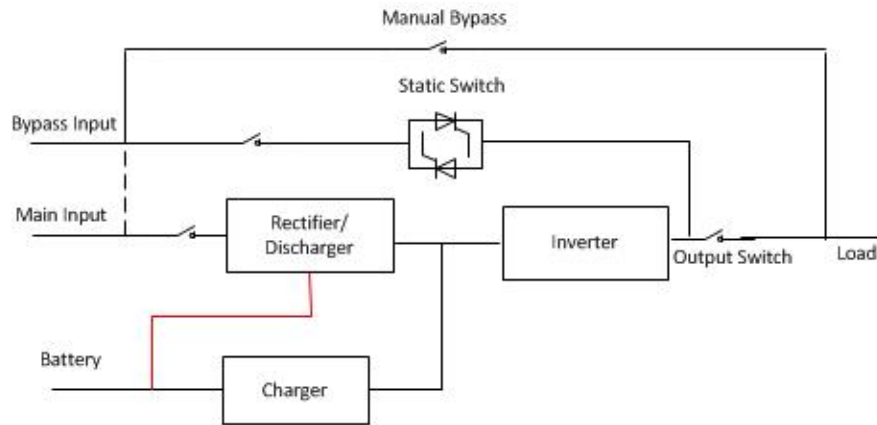 Manual Bypass
Static Switch
Bypass Input
Main Input
Rectifier/
Discharger
Inverter
Output Switch
Load
Battery
Charger